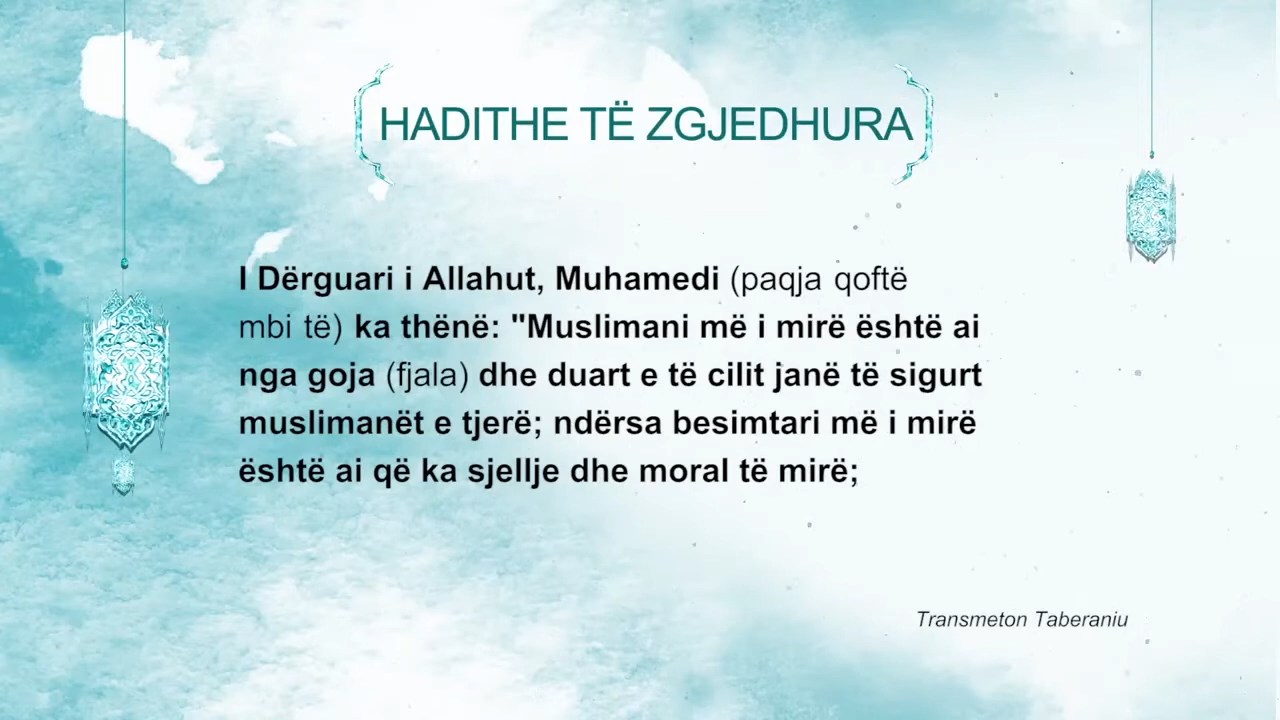 HADITHE TË ZGJEDHURA
I Dërguari i Allahut, Muhamedi (paqja qoftë
mbi të) ka thënë: "Muslimani më i mirë është ai
nga goja (fjala) dhe duart e të cilit janë të sigurt
muslimanët e tjerë; ndërsa besimtari më i mirë
është ai që ka sjellje dhe moral të mirë;
Transmeton Taberaniu